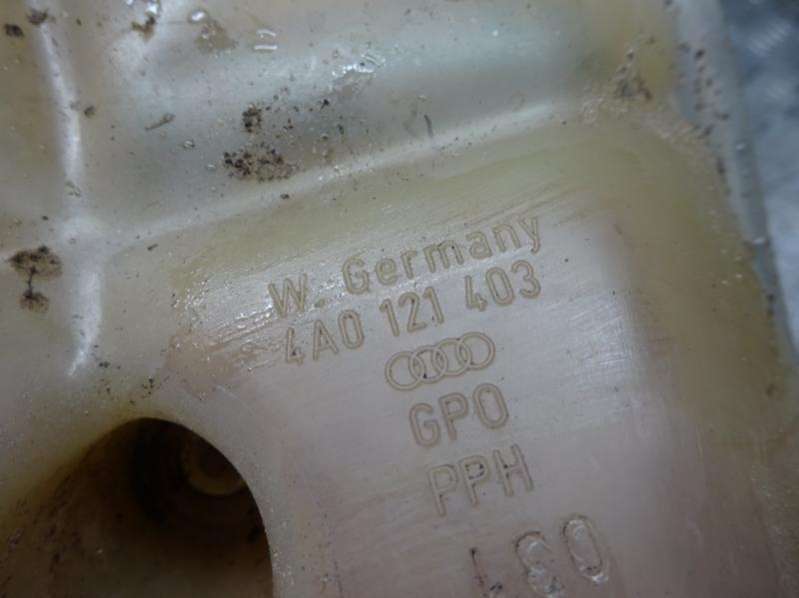 W. Germany
4A0 121 403
GPO
PPH